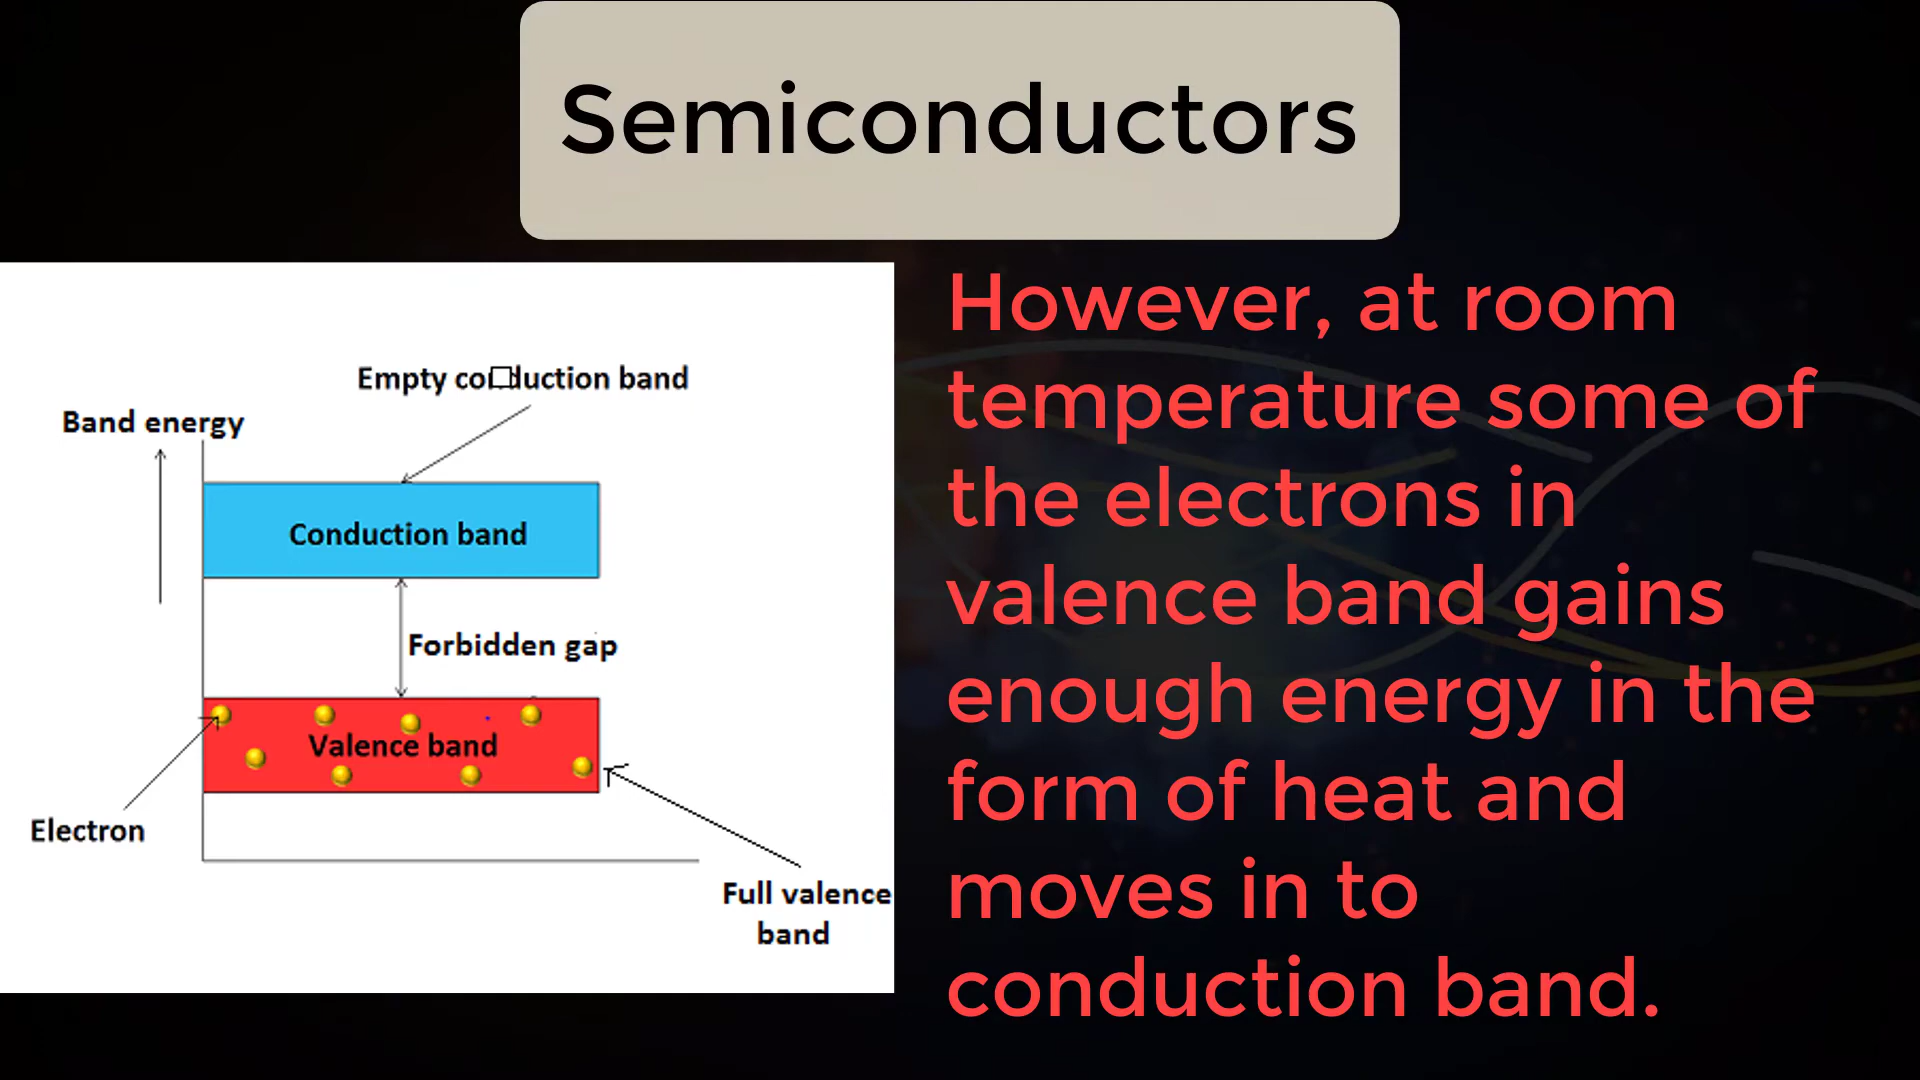 Semiconductors
Empty conduction band
Band energy
Conduction band
Forbidden gap
Valence band
Electron
Full valence
band
However, at room
temperature some of
the electrons in
valence band gains
enough energy in the
form of heat and
moves in to
conduction band.